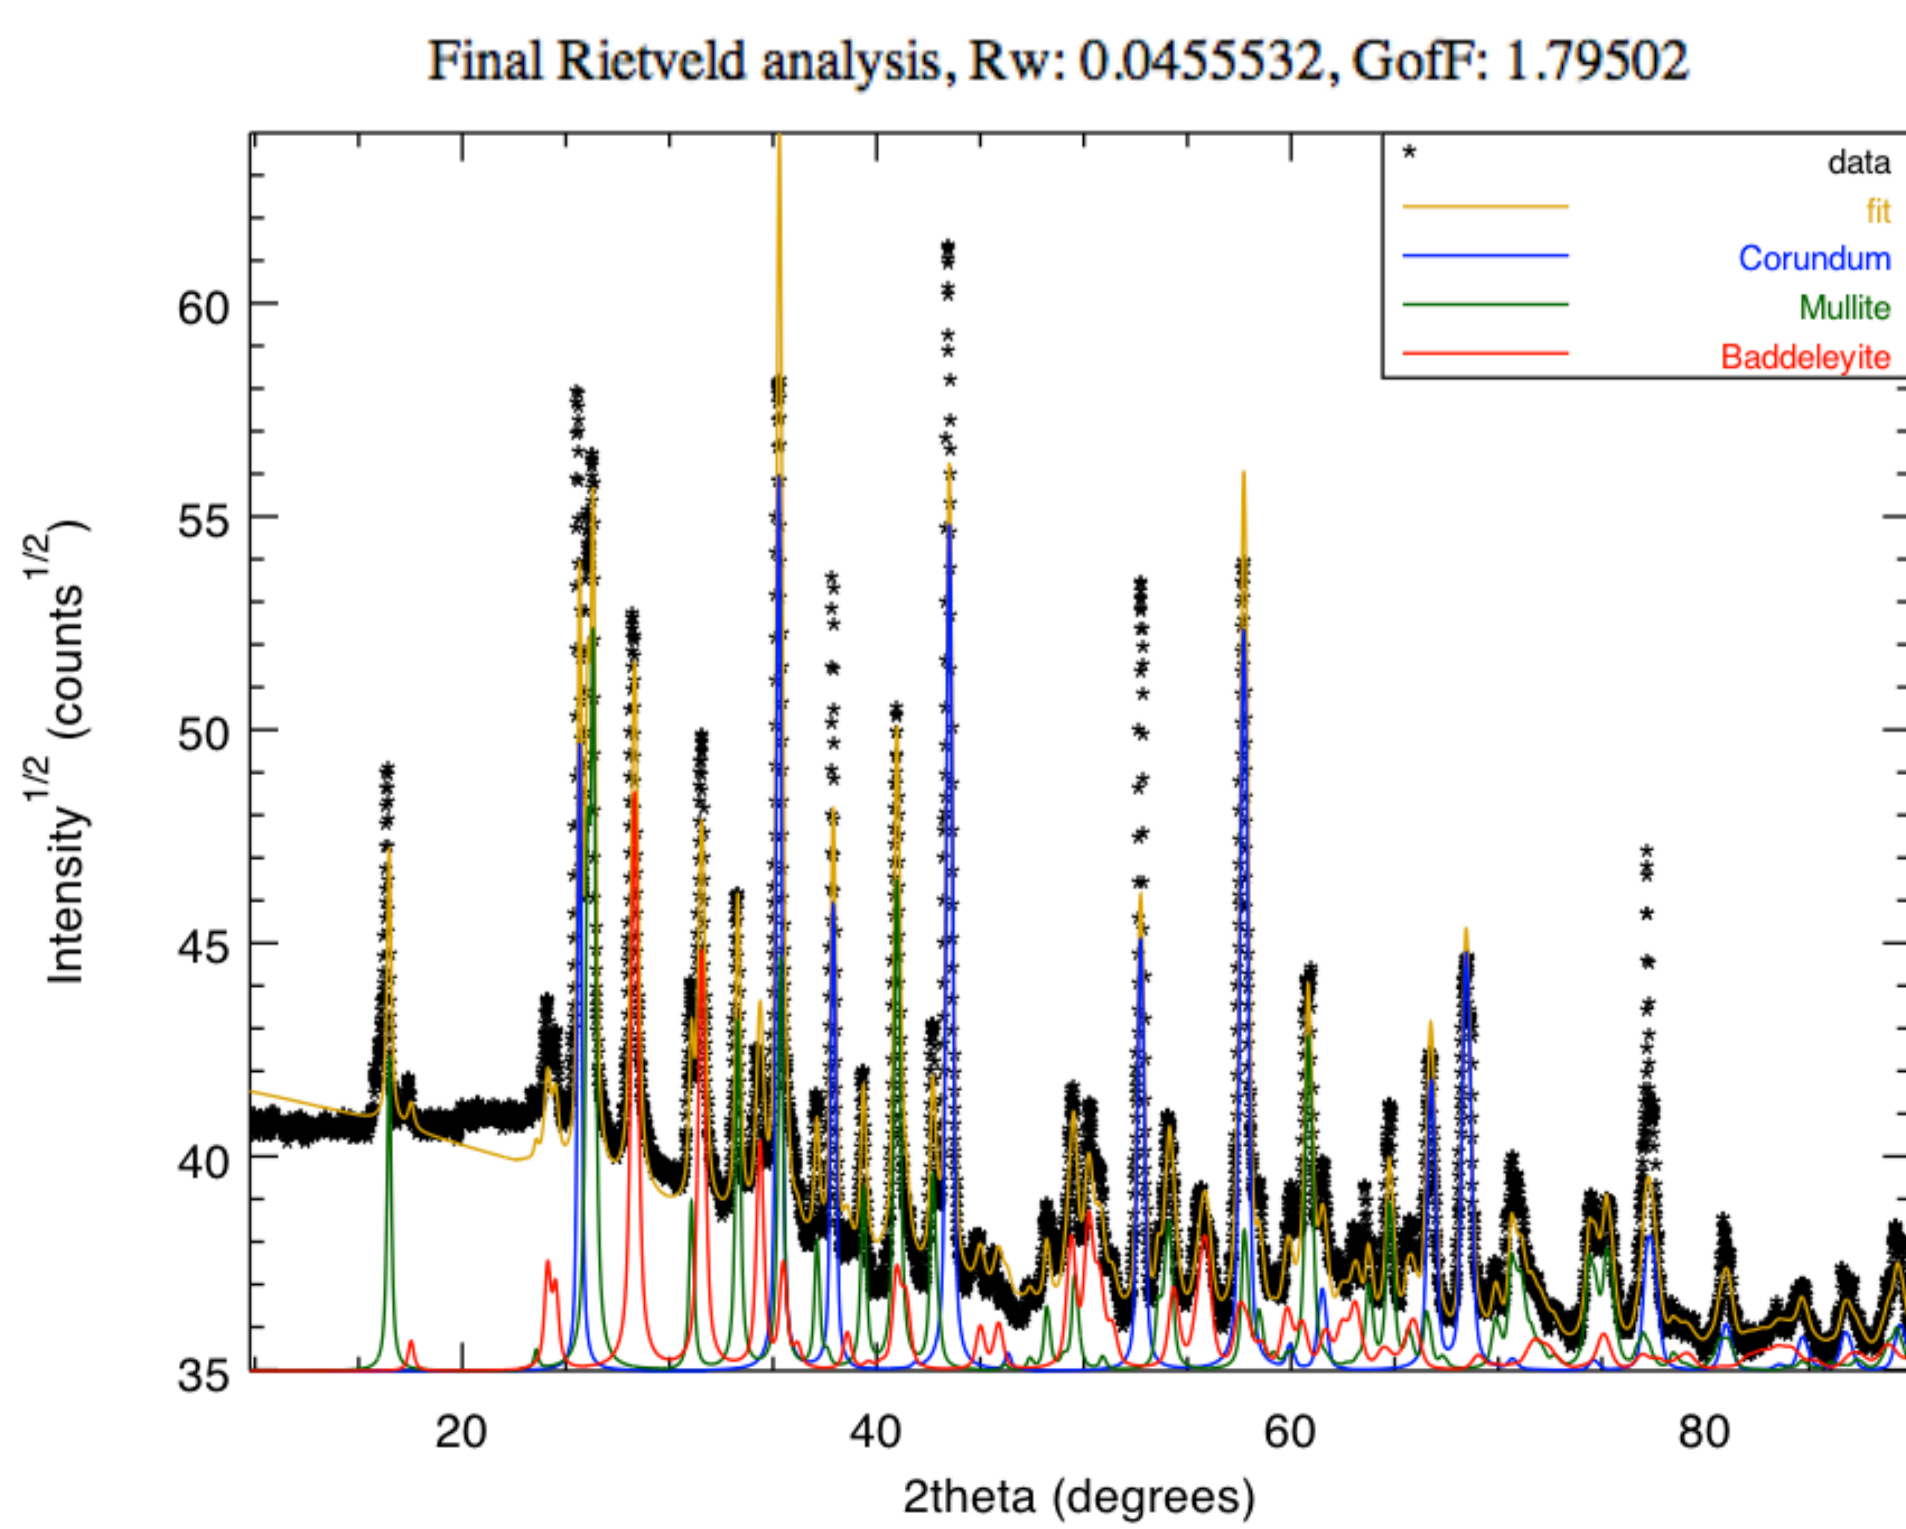 Final Rietveld analysis, Rw: 0.0455532, GofF: 1.79502
* data
fit
Corundum
Mullite
Baddeleyite
60
55
50
45
40
35
Intensity 1/2 (counts 1/2)
20 40 60 80
2theta (degrees)